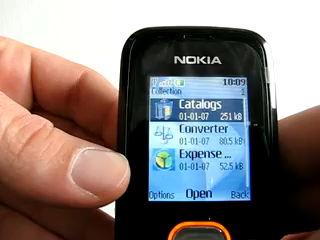 NOKIA
10:09
Collection 1
Catalogs
01-01-07 251 kB
Converter
01-01-07 80.5 kB
Expense ...
01-01-07 52.5 kB
Options Open Back